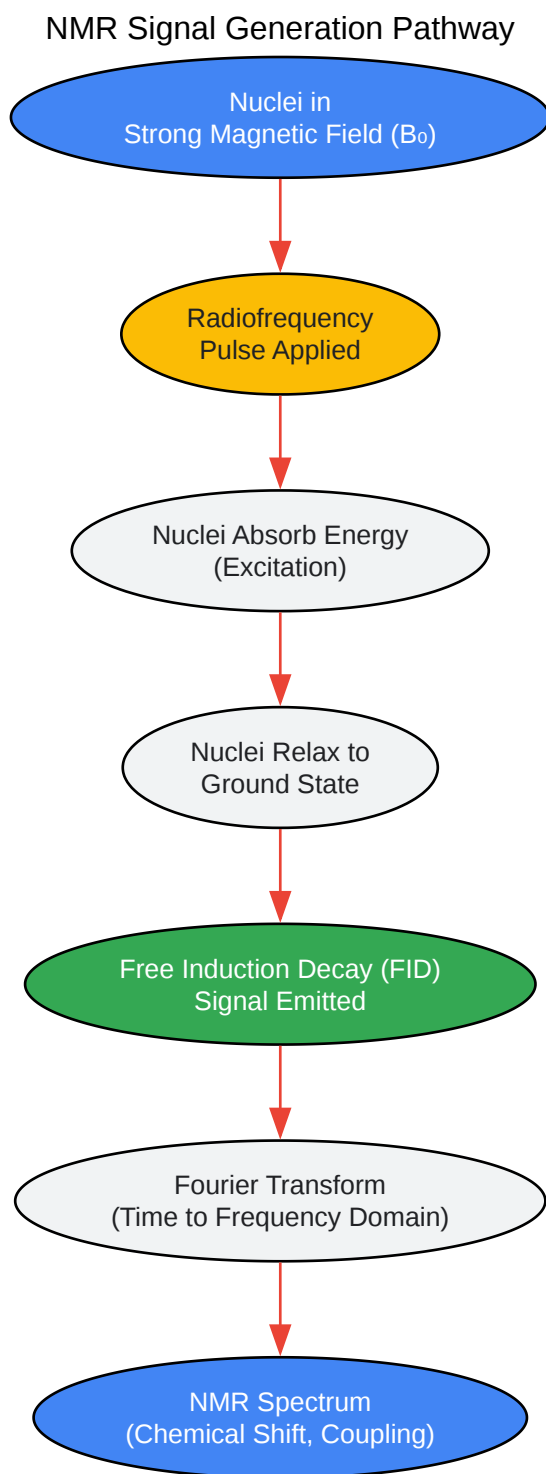 NMR Signal Generation Pathway
Nuclei in
Strong Magnetic Field (B₀)
Radiofrequency
Pulse Applied
Nuclei Absorb Energy
(Excitation)
Nuclei Relax to
Ground State
Free Induction Decay (FID)
Signal Emitted
Fourier Transform
(Time to Frequency Domain)
NMR Spectrum
(Chemical Shift, Coupling)